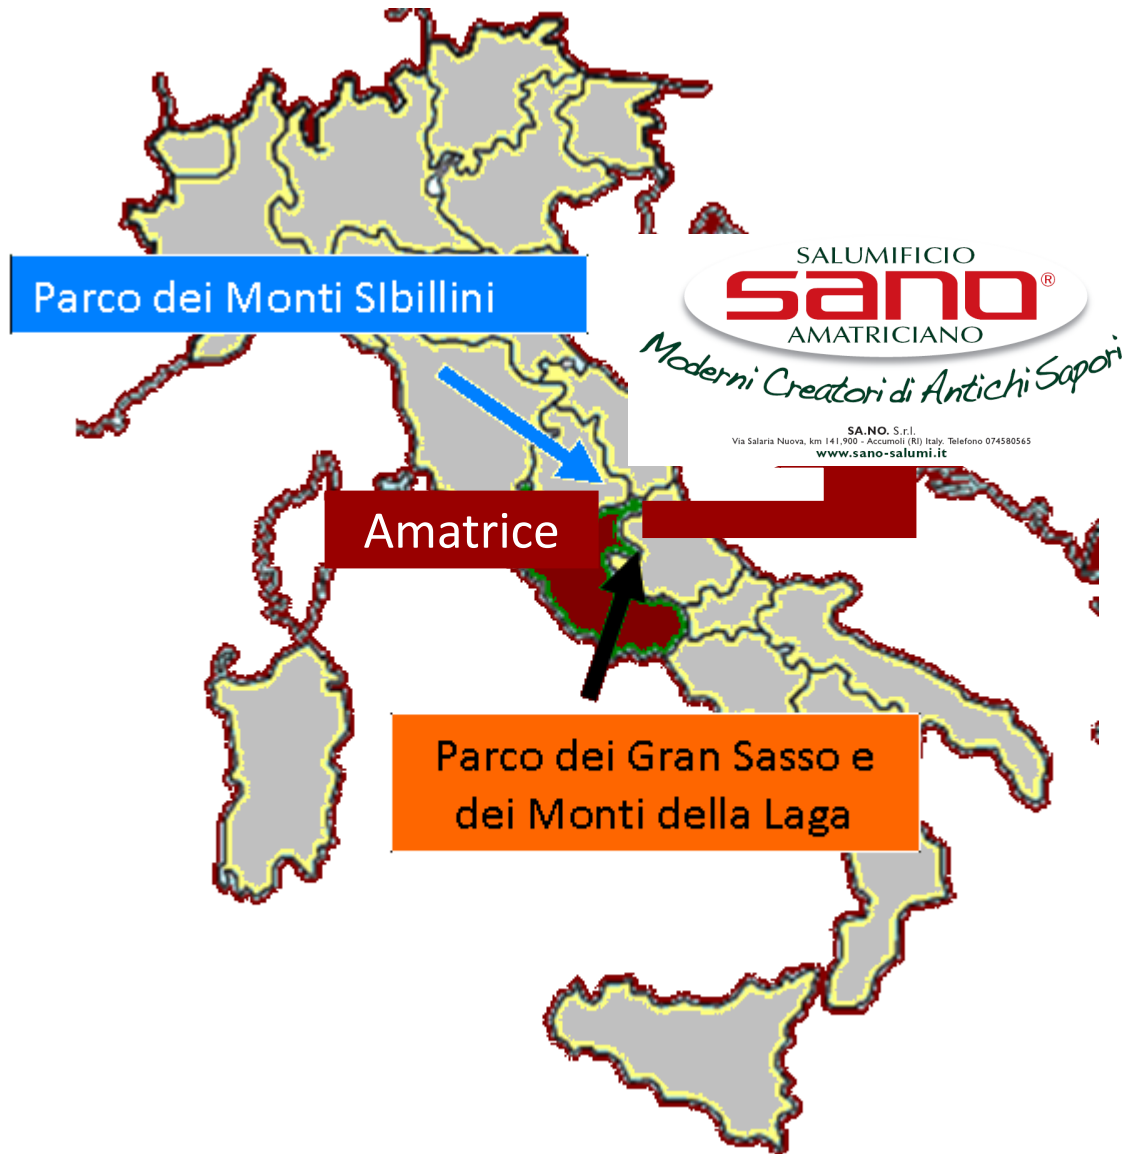 SALUMIFICIO
sano®
AMATRICIANO
Moderni Creatori di Antichi Sapori
SA.NO. S.r.l.
Via Salaria Nuova, km 141,900 - Accumoli (RI) Italy. Telefono 074580565
www.sano-salumi.it
Parco dei Monti SIbillini
Amatrice
Parco dei Gran Sasso e
dei Monti della Laga